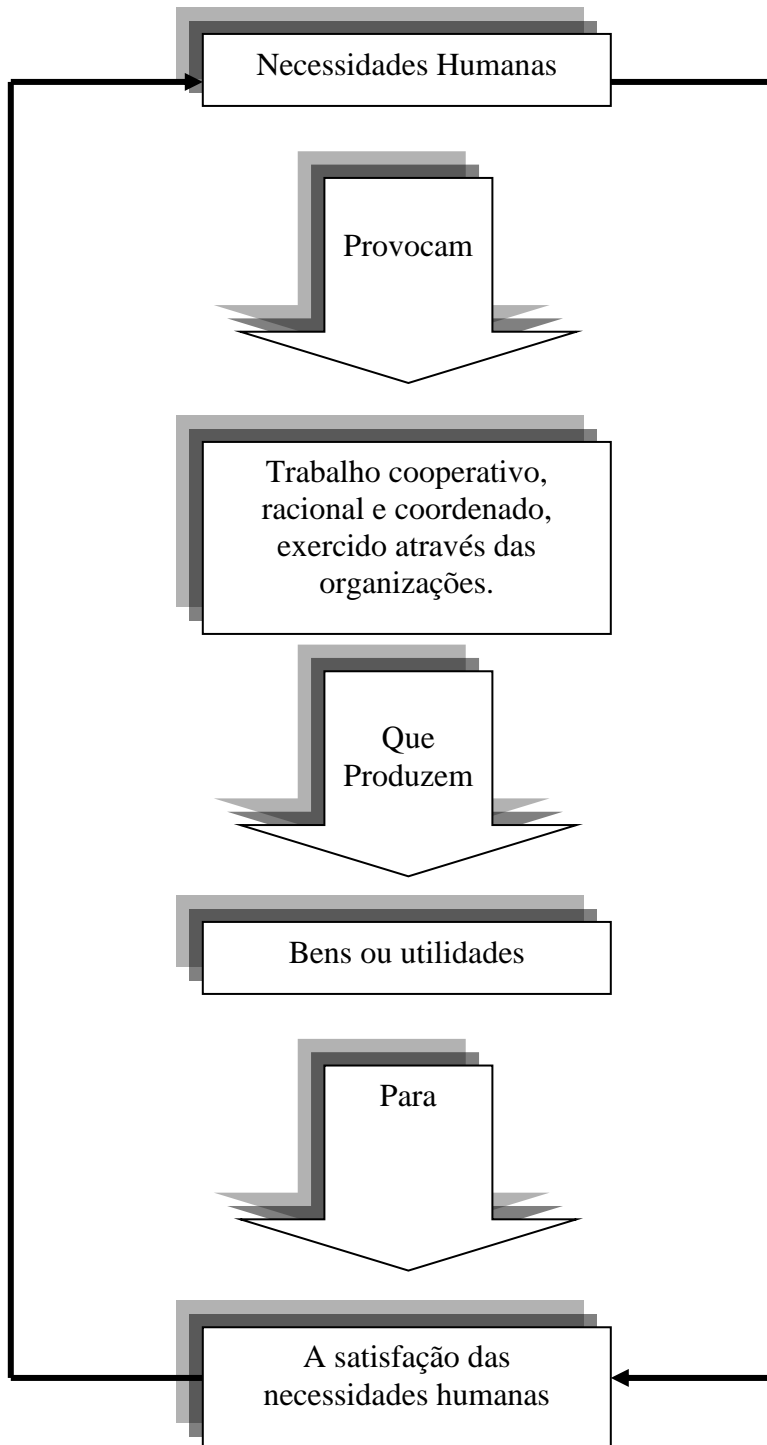 Necessidades Humanas
Provocam
Trabalho cooperativo,
racional e coordenado,
exercido através das
organizações.
Que
Produzem
Bens ou utilidades
Para
A satisfação das
necessidades humanas